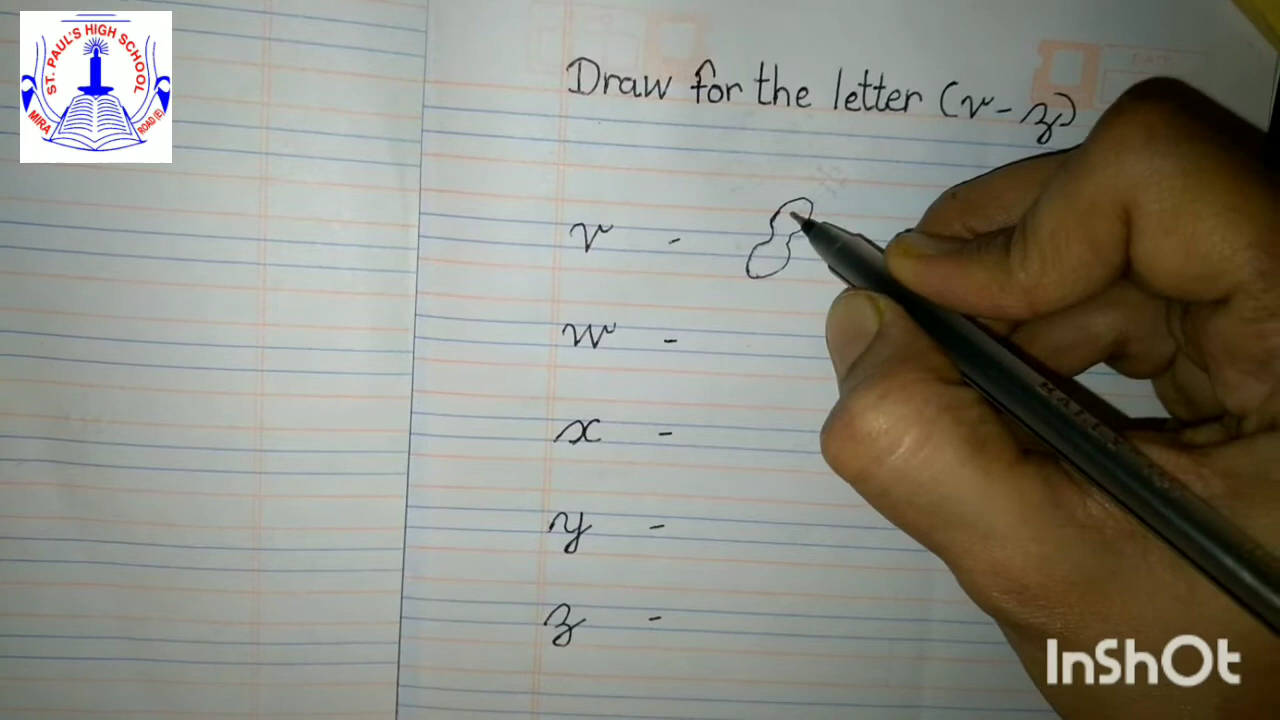 ST. PAUL'S HIGH SCHOOL
MIRA ROAD (E)
Draw for the letter (v - z)
v -
w -
x -
y -
z -
InShOt